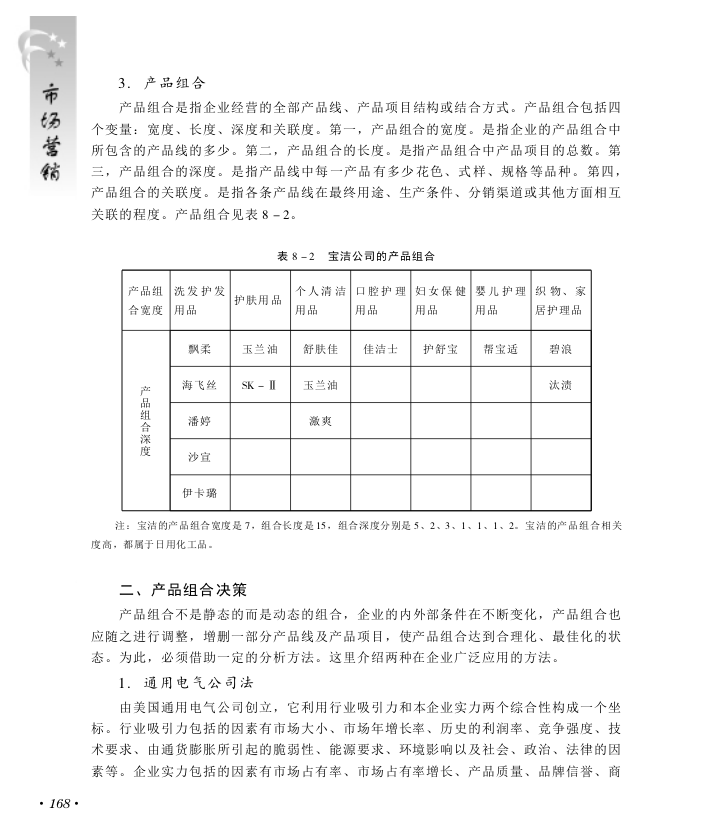 市场营销
3. 产品组合
产品组合是指企业经营的全部产品线、产品项目结构或结合方式。产品组合包括四
个变量：宽度、长度、深度和关联度。第一，产品组合的宽度。是指企业的产品组合中
所包含的产品线的多少。第二，产品组合的长度。是指产品组合中产品项目的总数。第
三，产品组合的深度。是指产品线中每一产品有多少花色、式样、规格等品种。第四，
产品组合的关联度。是指各条产品线在最终用途、生产条件、分销渠道或其他方面相互
关联的程度。产品组合见表 8－2。
表 8－2 宝洁公司的产品组合
产品组合宽度 洗发护发用品 护肤用品 个人清洁用品 口腔护理用品 妇女保健用品 婴儿护理用品 织物、家居护理品
产品组合深度
飘柔 玉兰油 舒肤佳 佳洁士 护舒宝 帮宝适 碧浪
海飞丝 SK－Ⅱ 玉兰油 汰渍
潘婷 激爽
沙宣
伊卡璐
注：宝洁的产品组合宽度是 7，组合长度是 15，组合深度分别是 5、2、3、1、1、1、2。宝洁的产品组合相关
度高，都属于日用化工品。
二、产品组合决策
产品组合不是静态的而是动态的组合，企业的内外部条件在不断变化，产品组合也
应随之进行调整，增删一部分产品线及产品项目，使产品组合达到合理化、最佳化的状
态。为此，必须借助一定的分析方法。这里介绍两种在企业广泛应用的方法。
1. 通用电气公司法
由美国通用电气公司创立，它利用行业吸引力和本企业实力两个综合性构成一个坐
标。行业吸引力包括的因素有市场大小、市场年增长率、历史的利润率、竞争强度、技
术要求、由通货膨胀所引起的脆弱性、能源要求、环境影响以及社会、政治、法律的因
素等。企业实力包括的因素有市场占有率、市场占有率增长、产品质量、品牌信誉、商
·168·